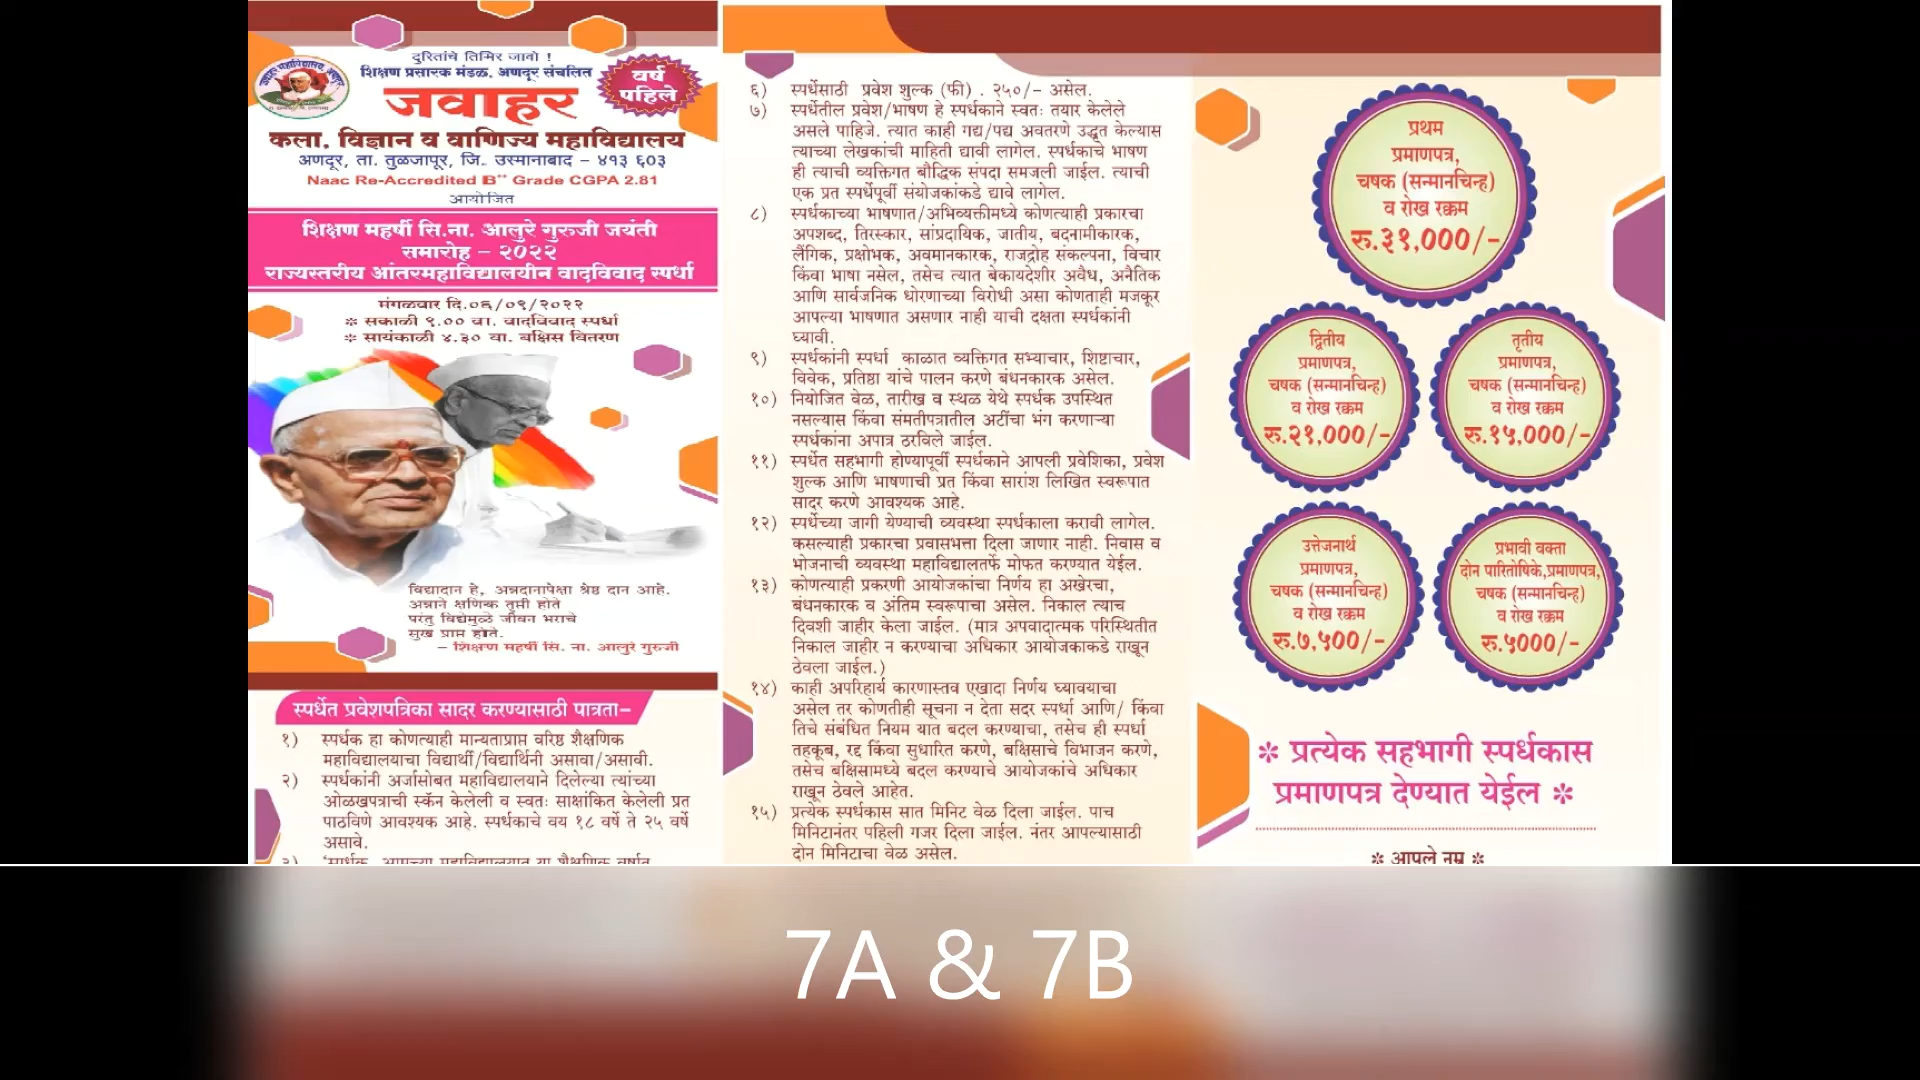 दुरितांचे तिमिर जावो !
शिक्षण प्रसारक मंडळ, अणदूर संचलित
वर्ष
पहिले
जवाहर
कला, विज्ञान व वाणिज्य महाविद्यालय
अणदूर, ता. तुळजापूर, जि. उस्मानाबाद – ४१३ ६०३
Naac Re-Accredited B++ Grade CGPA 2.81
आयोजित
शिक्षण महर्षी सि.ना. आलुरे गुरुजी जयंती
समारोह – २०२२
राज्यस्तरीय आंतरमहाविद्यालयीन वादविवाद स्पर्धा
मंगळवार दि.०६/०९/२०२२
* सकाळी ९.०० वा. वादविवाद स्पर्धा
* सायंकाळी ४.३० वा. बक्षिस वितरण
विद्यादान हे, अन्नदानापेक्षा श्रेष्ठ दान आहे.
अन्नाने क्षणिक तृप्ती होते
परंतु विद्येमुळे जीवन भराचे
सुख प्राप्त होते.
– शिक्षण महर्षी सि. ना. आलुरे गुरुजी
स्पर्धेत प्रवेशपत्रिका सादर करण्यासाठी पात्रता–
१) स्पर्धक हा कोणत्याही मान्यताप्राप्त वरिष्ठ शैक्षणिक
महाविद्यालयाचा विद्यार्थी/विद्यार्थिनी असावा/असावी.
२) स्पर्धकांनी अर्जासोबत महाविद्यालयाने दिलेल्या त्यांच्या
ओळखपत्राची स्कॅन केलेली व स्वतः साक्षांकित केलेली प्रत
पाठविणे आवश्यक आहे. स्पर्धकाचे वय १८ वर्षे ते २५ वर्षे
असावे.
६) स्पर्धेसाठी प्रवेश शुल्क (फी) . २५०/– असेल.
७) स्पर्धेतील प्रवेश/भाषण हे स्पर्धकाने स्वतः तयार केलेले
असले पाहिजे. त्यात काही गद्य/पद्य अवतरणे उद्धृत केल्यास
त्याच्या लेखकांची माहिती द्यावी लागेल. स्पर्धकाचे भाषण
ही त्याची व्यक्तिगत बौद्धिक संपदा समजली जाईल. त्याची
एक प्रत स्पर्धेपूर्वी संयोजकांकडे द्यावे लागेल.
८) स्पर्धकाच्या भाषणात/अभिव्यक्तीमध्ये कोणत्याही प्रकारचा
अपशब्द, तिरस्कार, सांप्रदायिक, जातीय, बदनामीकारक,
लैंगिक, प्रक्षोभक, अवमानकारक, राजद्रोह संकल्पना, विचार
किंवा भाषा नसेल, तसेच त्यात बेकायदेशीर अवैध, अनैतिक
आणि सार्वजनिक धोरणाच्या विरोधी असा कोणताही मजकूर
आपल्या भाषणात असणार नाही याची दक्षता स्पर्धकांनी
घ्यावी.
९) स्पर्धकांनी स्पर्धा काळात व्यक्तिगत सभ्याचार, शिष्टाचार,
विवेक, प्रतिष्ठा यांचे पालन करणे बंधनकारक असेल.
१०) नियोजित वेळ, तारीख व स्थळ येथे स्पर्धक उपस्थित
नसल्यास किंवा संमतीपत्रातील अटींचा भंग करणाऱ्या
स्पर्धकांना अपात्र ठरविले जाईल.
११) स्पर्धेत सहभागी होण्यापूर्वी स्पर्धकाने आपली प्रवेशिका, प्रवेश
शुल्क आणि भाषणाची प्रत किंवा सारांश लिखित स्वरूपात
सादर करणे आवश्यक आहे.
१२) स्पर्धेच्या जागी येण्याची व्यवस्था स्पर्धकाला करावी लागेल.
कसल्याही प्रकारचा प्रवासभत्ता दिला जाणार नाही. निवास व
भोजनाची व्यवस्था महाविद्यालतर्फे मोफत करण्यात येईल.
१३) कोणत्याही प्रकरणी आयोजकांचा निर्णय हा अखेरचा,
बंधनकारक व अंतिम स्वरूपाचा असेल. निकाल त्याच
दिवशी जाहीर केला जाईल. (मात्र अपवादात्मक परिस्थितीत
निकाल जाहीर न करण्याचा अधिकार आयोजकाकडे राखून
ठेवला जाईल.)
१४) काही अपरिहार्य कारणास्तव एखादा निर्णय घ्यावयाचा
असेल तर कोणतीही सूचना न देता सदर स्पर्धा आणि/ किंवा
तिचे संबंधित नियम यात बदल करण्याचा, तसेच ही स्पर्धा
तहकूब, रद्द किंवा सुधारित करणे, बक्षिसाचे विभाजन करणे,
तसेच बक्षिसामध्ये बदल करण्याचे आयोजकांचे अधिकार
राखून ठेवले आहेत.
१५) प्रत्येक स्पर्धकास सात मिनिट वेळ दिला जाईल. पाच
मिनिटानंतर पहिली गजर दिला जाईल. नंतर आपल्यासाठी
दोन मिनिटाचा वेळ असेल.
प्रथम
प्रमाणपत्र,
चषक (सन्मानचिन्ह)
व रोख रक्कम
रु.३१,०००/–
द्वितीय
प्रमाणपत्र,
चषक (सन्मानचिन्ह)
व रोख रक्कम
रु.२१,०००/–
तृतीय
प्रमाणपत्र,
चषक (सन्मानचिन्ह)
व रोख रक्कम
रु.१५,०००/–
उत्तेजनार्थ
प्रमाणपत्र,
चषक (सन्मानचिन्ह)
व रोख रक्कम
रु.७,५००/–
प्रभावी वक्ता
दोन पारितोषिके,प्रमाणपत्र,
चषक (सन्मानचिन्ह)
व रोख रक्कम
रु.५०००/–
* प्रत्येक सहभागी स्पर्धकास
प्रमाणपत्र देण्यात येईल *
* आपले नम्र *
7A & 7B